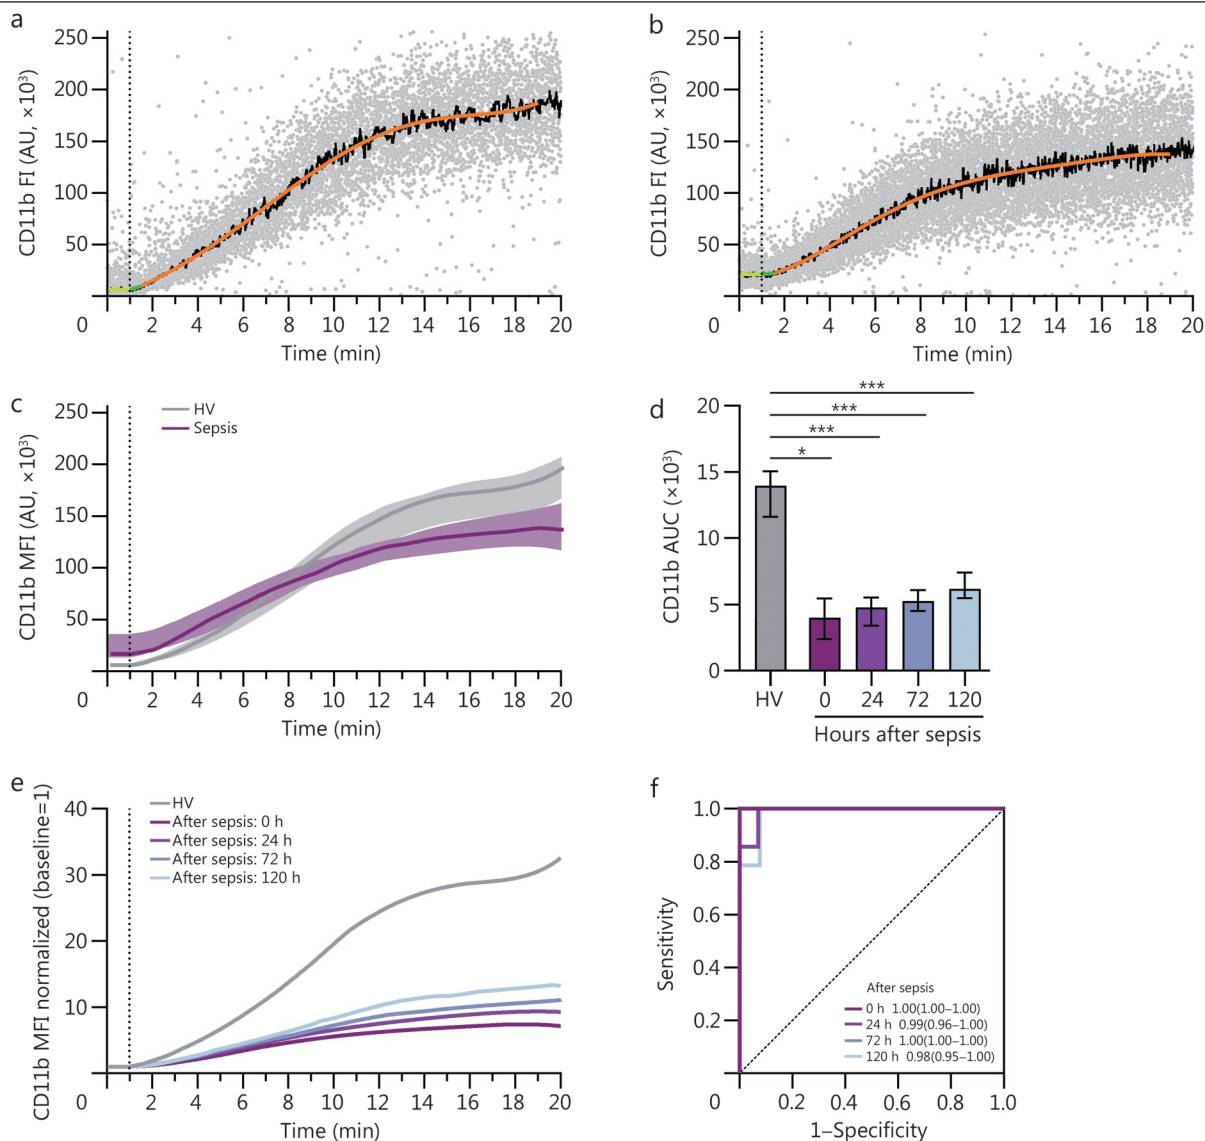 a
CD11b FI (AU, ×10³)
250
200
150
100
50
0
2 4 6 8 10 12 14 16 18 20
Time (min)
b
CD11b FI (AU, ×10³)
250
200
150
100
50
0
2 4 6 8 10 12 14 16 18 20
Time (min)
c
CD11b MFI (AU, ×10³)
250
200
150
100
50
HV
Sepsis
0
2 4 6 8 10 12 14 16 18 20
Time (min)
d
CD11b AUC (×10³)
20
15
10
5
0
***
***
***
*
HV 0 24 72 120
Hours after sepsis
e
CD11b MFI normalized (baseline=1)
40
30
20
10
HV
After sepsis: 0 h
After sepsis: 24 h
After sepsis: 72 h
After sepsis: 120 h
0
2 4 6 8 10 12 14 16 18 20
Time (min)
f
Sensitivity
1.0
0.8
0.6
0.4
0.2
After sepsis
0 h 1.00(1.00–1.00)
24 h 0.99(0.96–1.00)
72 h 1.00(1.00–1.00)
120 h 0.98(0.95–1.00)
0
0.2 0.4 0.6 0.8 1.0
1–Specificity